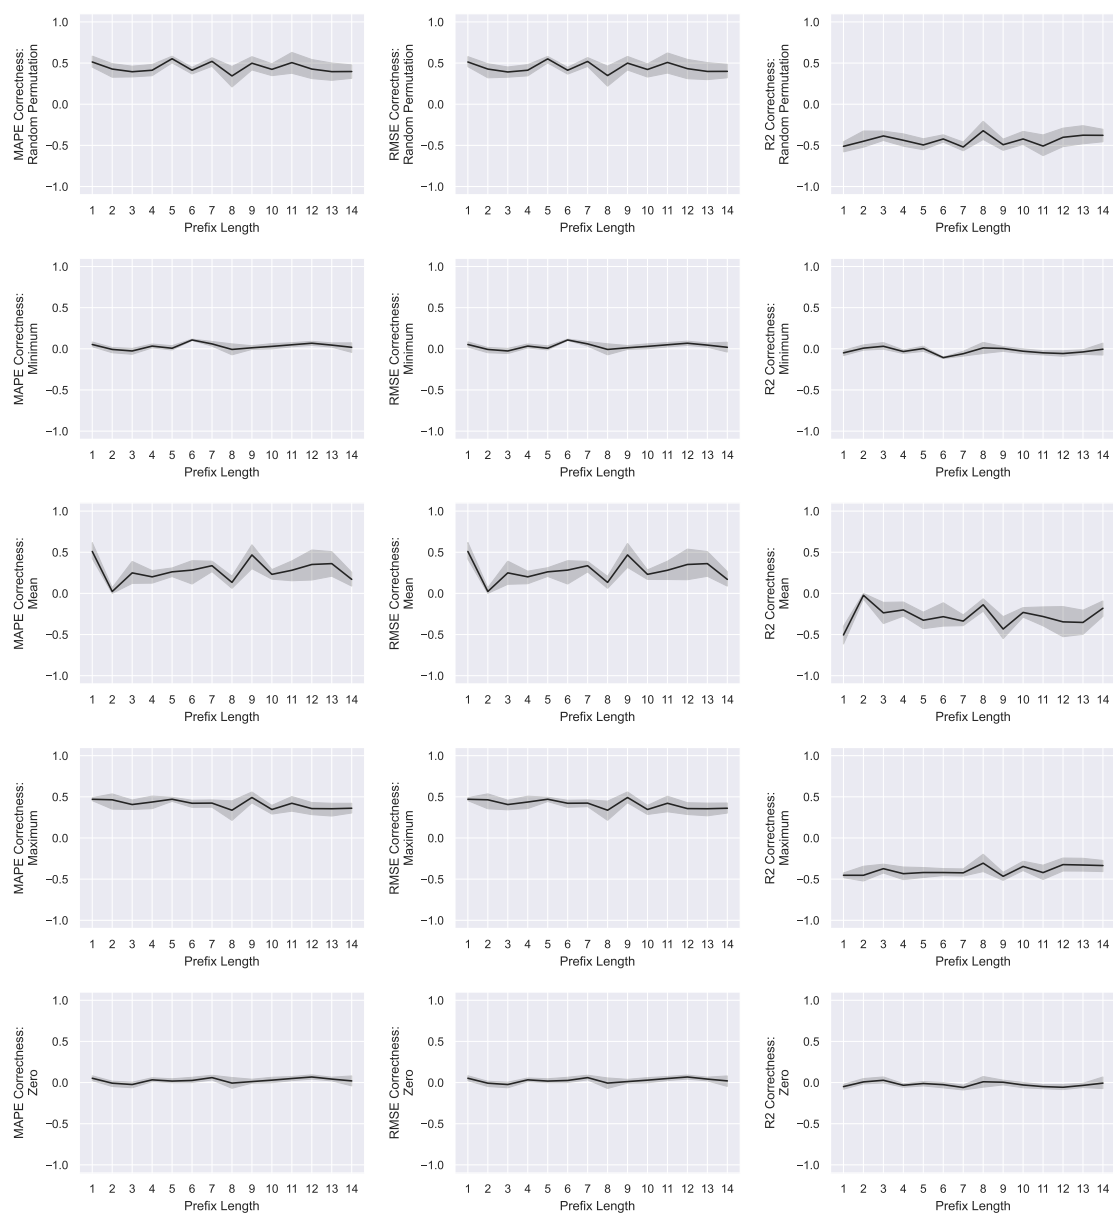 MAPE Correctness:
Random Permutation
1.0
0.5
0.0
−0.5
−1.0
1 2 3 4 5 6 7 8 9 10 11 12 13 14
Prefix Length
RMSE Correctness:
Random Permutation
1.0
0.5
0.0
−0.5
−1.0
1 2 3 4 5 6 7 8 9 10 11 12 13 14
Prefix Length
R2 Correctness:
Random Permutation
1.0
0.5
0.0
−0.5
−1.0
1 2 3 4 5 6 7 8 9 10 11 12 13 14
Prefix Length
MAPE Correctness:
Minimum
1.0
0.5
0.0
−0.5
−1.0
1 2 3 4 5 6 7 8 9 10 11 12 13 14
Prefix Length
RMSE Correctness:
Minimum
1.0
0.5
0.0
−0.5
−1.0
1 2 3 4 5 6 7 8 9 10 11 12 13 14
Prefix Length
R2 Correctness:
Minimum
1.0
0.5
0.0
−0.5
−1.0
1 2 3 4 5 6 7 8 9 10 11 12 13 14
Prefix Length
MAPE Correctness:
Mean
1.0
0.5
0.0
−0.5
−1.0
1 2 3 4 5 6 7 8 9 10 11 12 13 14
Prefix Length
RMSE Correctness:
Mean
1.0
0.5
0.0
−0.5
−1.0
1 2 3 4 5 6 7 8 9 10 11 12 13 14
Prefix Length
R2 Correctness:
Mean
1.0
0.5
0.0
−0.5
−1.0
1 2 3 4 5 6 7 8 9 10 11 12 13 14
Prefix Length
MAPE Correctness:
Maximum
1.0
0.5
0.0
−0.5
−1.0
1 2 3 4 5 6 7 8 9 10 11 12 13 14
Prefix Length
RMSE Correctness:
Maximum
1.0
0.5
0.0
−0.5
−1.0
1 2 3 4 5 6 7 8 9 10 11 12 13 14
Prefix Length
R2 Correctness:
Maximum
1.0
0.5
0.0
−0.5
−1.0
1 2 3 4 5 6 7 8 9 10 11 12 13 14
Prefix Length
MAPE Correctness:
Zero
1.0
0.5
0.0
−0.5
−1.0
1 2 3 4 5 6 7 8 9 10 11 12 13 14
Prefix Length
RMSE Correctness:
Zero
1.0
0.5
0.0
−0.5
−1.0
1 2 3 4 5 6 7 8 9 10 11 12 13 14
Prefix Length
R2 Correctness:
Zero
1.0
0.5
0.0
−0.5
−1.0
1 2 3 4 5 6 7 8 9 10 11 12 13 14
Prefix Length